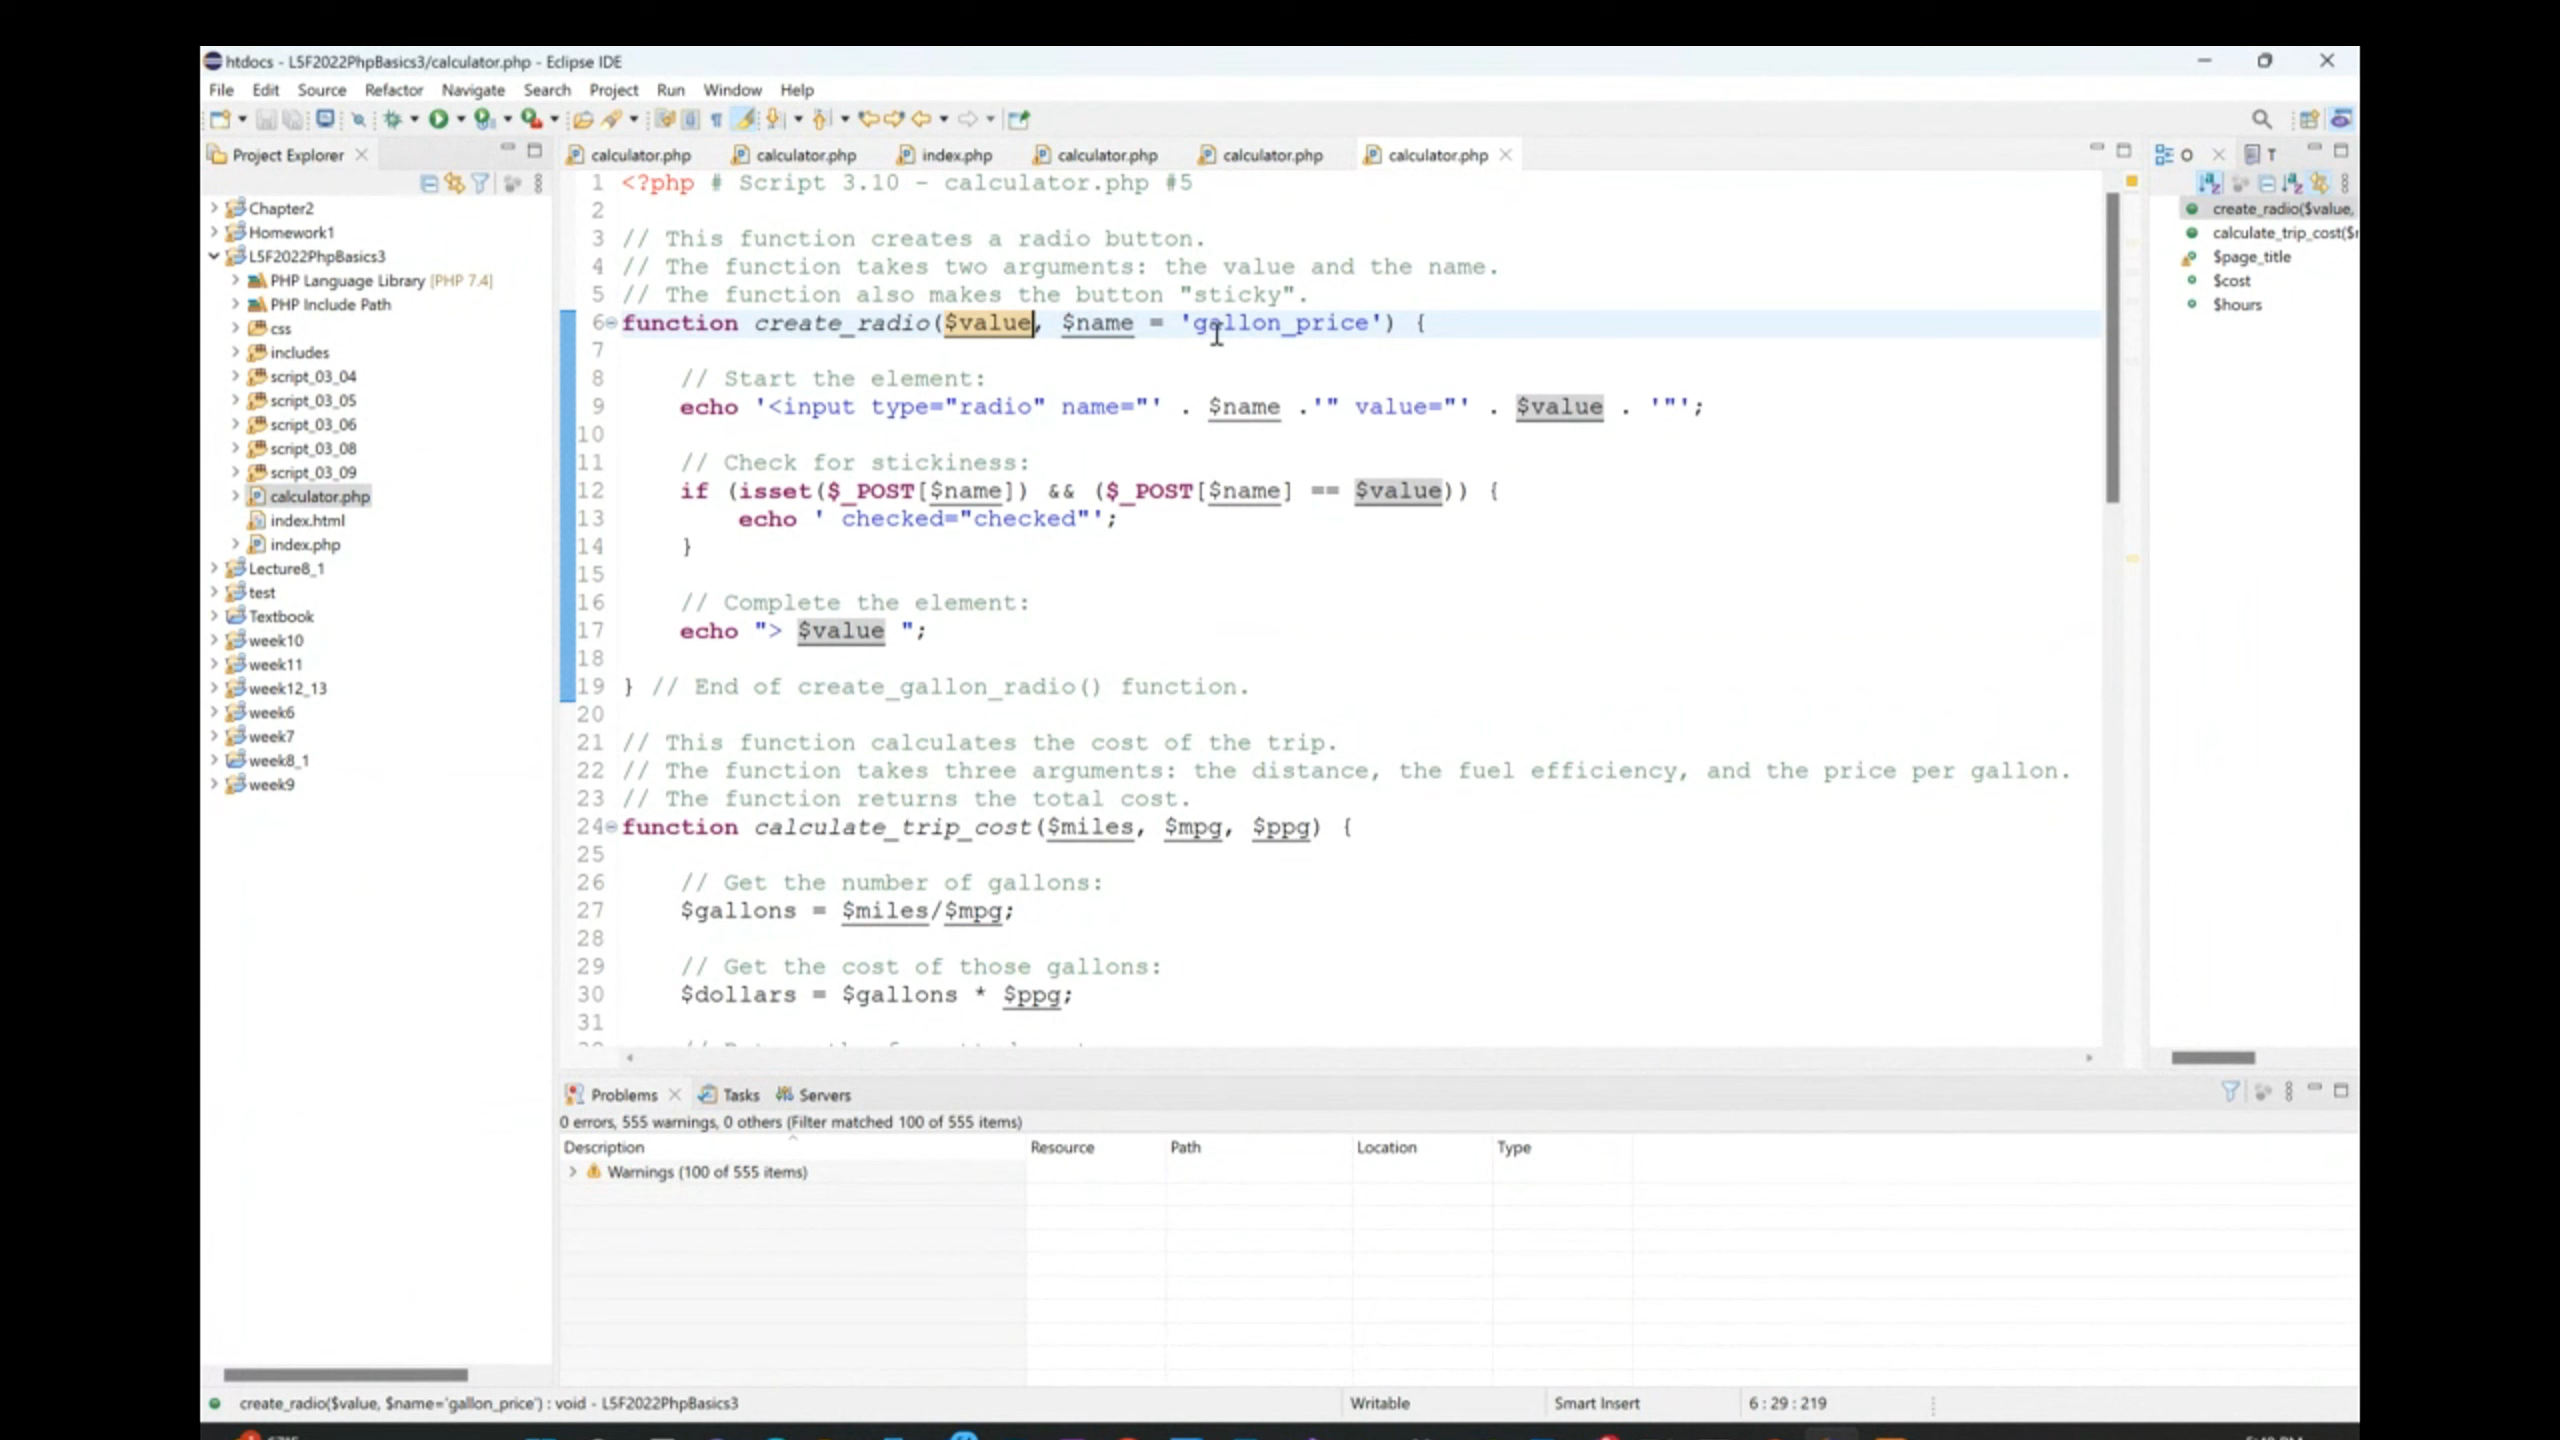 htdocs - L5F2022PhpBasics3/calculator.php - Eclipse IDE
File Edit Source Refactor Navigate Search Project Run Window Help
Project Explorer
calculator.php calculator.php index.php calculator.php calculator.php calculator.php
O T
Chapter2
Homework1
L5F2022PhpBasics3
PHP Language Library [PHP 7.4]
PHP Include Path
css
includes
script_03_04
script_03_05
script_03_06
script_03_08
script_03_09
calculator.php
index.html
index.php
Lecture8_1
test
Textbook
week10
week11
week12_13
week6
week7
week8_1
week9
1 <?php # Script 3.10 - calculator.php #5
2
3 // This function creates a radio button.
4 // The function takes two arguments: the value and the name.
5 // The function also makes the button "sticky".
6 function create_radio($value, $name = 'gallon_price') {
7
8 // Start the element:
9 echo '<input type="radio" name="' . $name .'" value="' . $value . '"';
10
11 // Check for stickiness:
12 if (isset($_POST[$name]) && ($_POST[$name] == $value)) {
13 echo ' checked="checked"';
14 }
15
16 // Complete the element:
17 echo "> $value ";
18
19 } // End of create_gallon_radio() function.
20
21 // This function calculates the cost of the trip.
22 // The function takes three arguments: the distance, the fuel efficiency, and the price per gallon.
23 // The function returns the total cost.
24 function calculate_trip_cost($miles, $mpg, $ppg) {
25
26 // Get the number of gallons:
27 $gallons = $miles/$mpg;
28
29 // Get the cost of those gallons:
30 $dollars = $gallons * $ppg;
31
create_radio($value,
calculate_trip_cost($
$page_title
$cost
$hours
Problems Tasks Servers
0 errors, 555 warnings, 0 others (Filter matched 100 of 555 items)
Description Resource Path Location Type
Warnings (100 of 555 items)
create_radio($value, $name='gallon_price') : void - L5F2022PhpBasics3
Writable Smart Insert 6 : 29 : 219